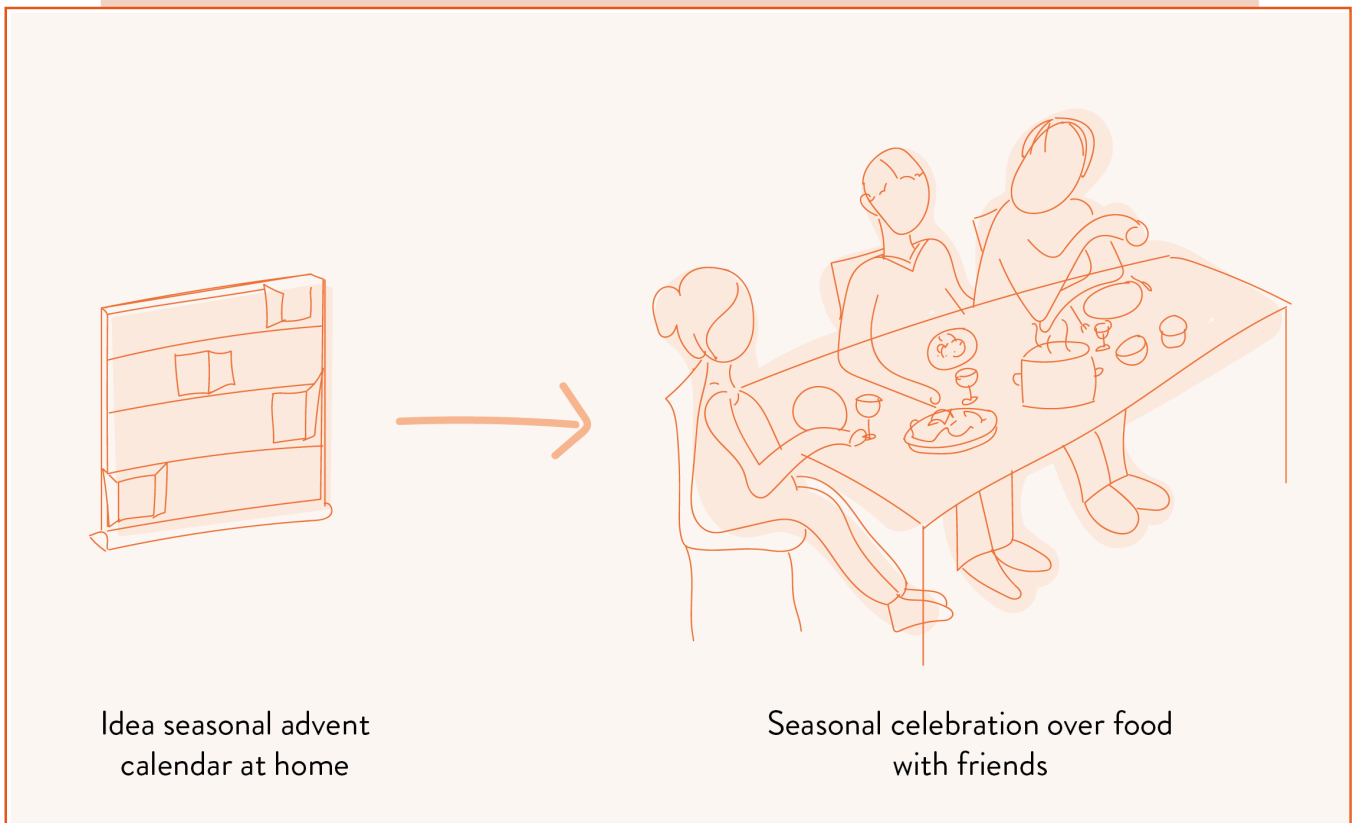 Idea seasonal advent
calendar at home
Seasonal celebration over food
with friends